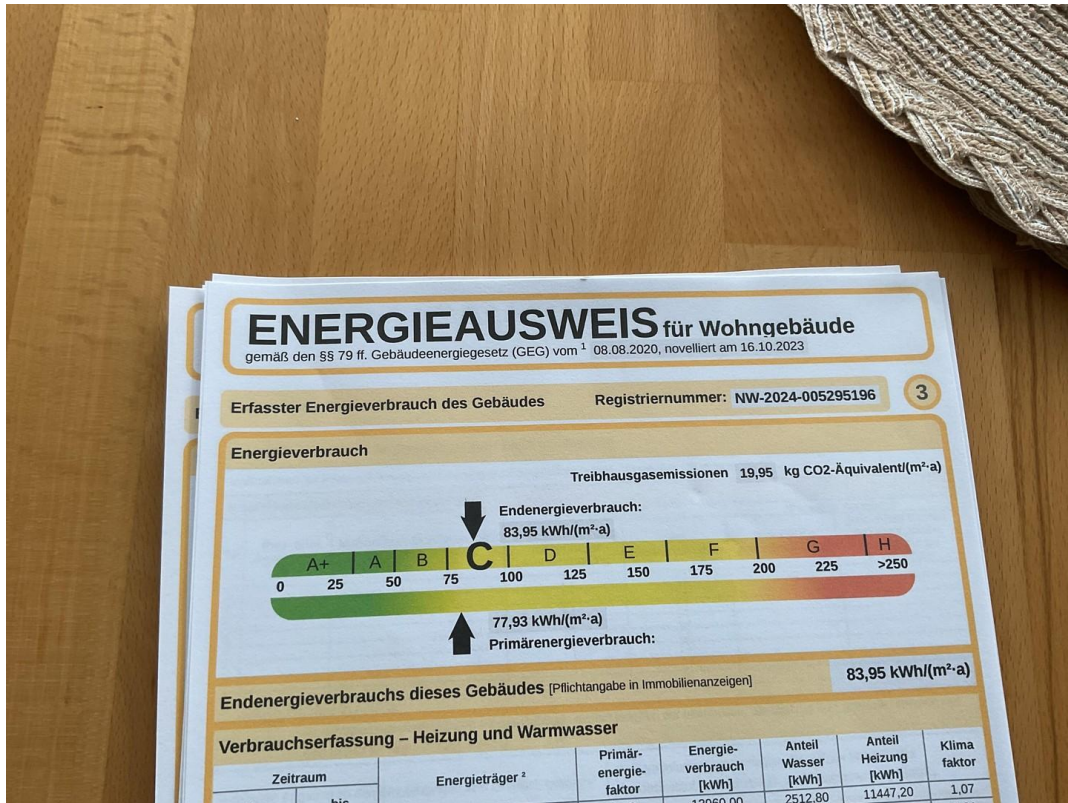 ENERGIEAUSWEIS für Wohngebäude
gemäß den §§ 79 ff. Gebäudeenergiegesetz (GEG) vom ¹ 08.08.2020, novelliert am 16.10.2023
Erfasster Energieverbrauch des Gebäudes Registriernummer: NW-2024-005295196 3
Energieverbrauch
Treibhausgasemissionen 19,95 kg CO2-Äquivalent/(m²·a)
Endenergieverbrauch:
83,95 kWh/(m²·a)
A+ A B C D E F G H
0 25 50 75 100 125 150 175 200 225 >250
77,93 kWh/(m²·a)
Primärenergieverbrauch:
Endenergieverbrauchs dieses Gebäudes [Pflichtangabe in Immobilienanzeigen] 83,95 kWh/(m²·a)
Verbrauchserfassung – Heizung und Warmwasser
Zeitraum
bis
Energieträger ²
Primär-
energie-
faktor
Energie-
verbrauch
[kWh]
Anteil
Wasser
[kWh]
Anteil
Heizung
[kWh]
Klima
faktor
2512,80 11447,20 1,07